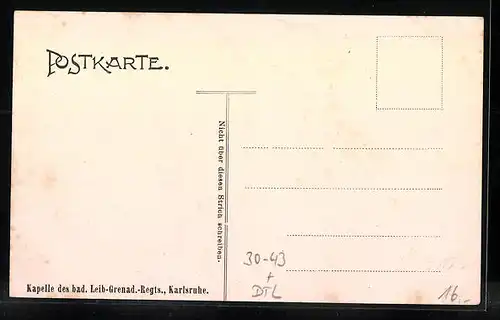 POSTKARTE.
Nicht über diesen Strich schreiben.
30-43
+
DTL
Kapelle des bad. Leib-Grenad.-Regts., Karlsruhe.
16.-